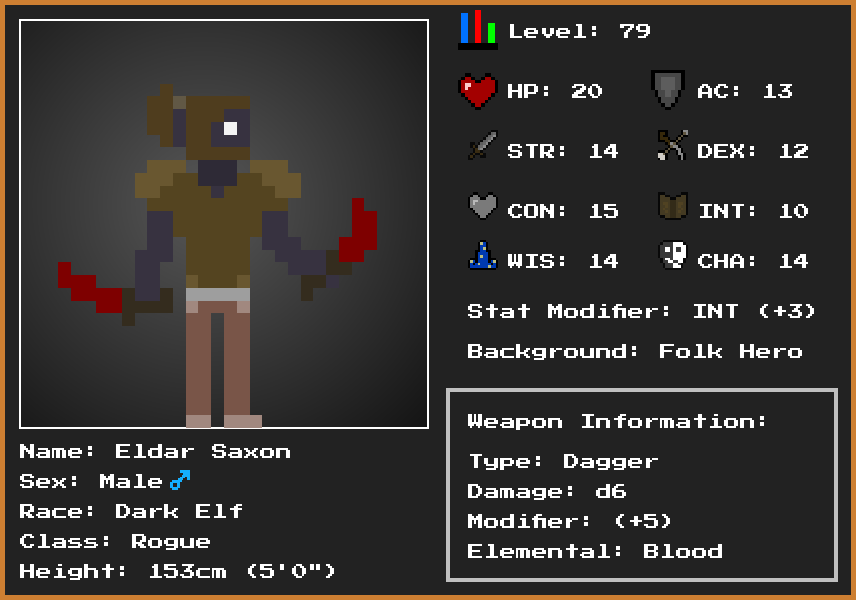 Level: 79
HP: 20
AC: 13
STR: 14
DEX: 12
CON: 15
INT: 10
WIS: 14
CHA: 14
Stat Modifier: INT (+3)
Background: Folk Hero
Weapon Information:
Type: Dagger
Damage: d6
Modifier: (+5)
Elemental: Blood
Name: Eldar Saxon
Sex: Male♂
Race: Dark Elf
Class: Rogue
Height: 153cm (5'0")